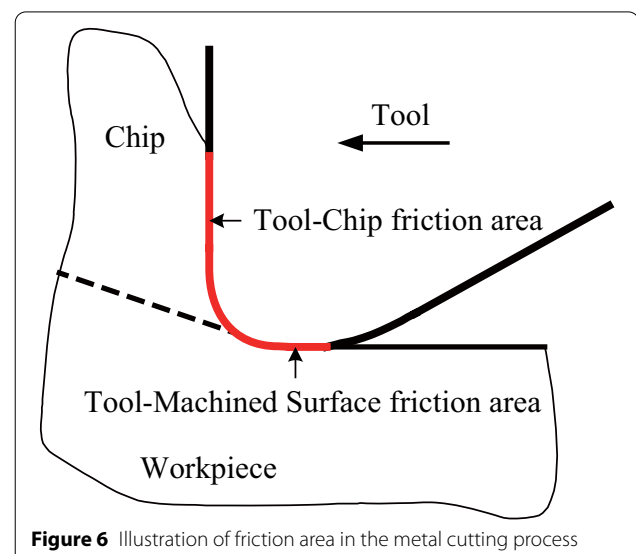 Tool
Chip
Tool-Chip friction area
Tool-Machined Surface friction area
Workpiece
Figure 6 Illustration of friction area in the metal cutting process